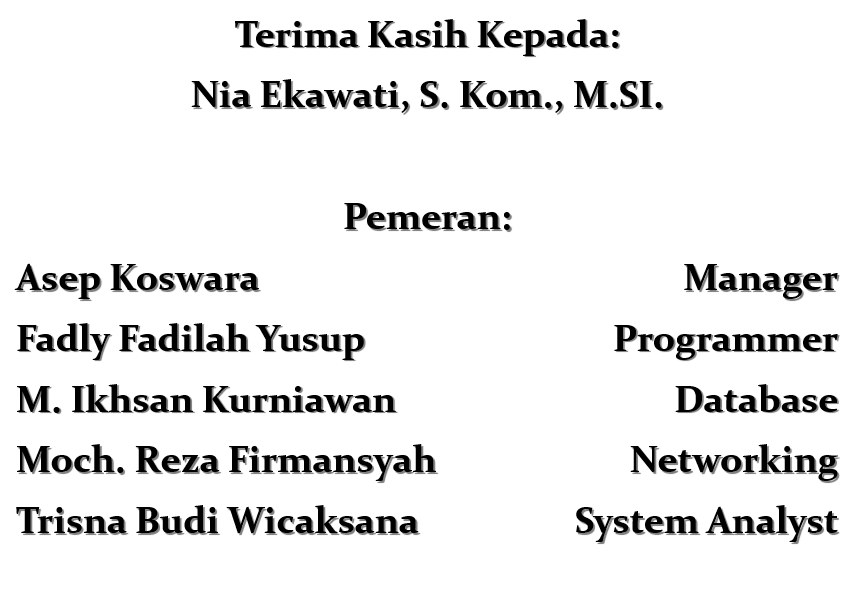 Terima Kasih Kepada:
Nia Ekawati, S. Kom., M.SI.
Pemeran:
Asep Koswara Manager
Fadly Fadilah Yusup Programmer
M. Ikhsan Kurniawan Database
Moch. Reza Firmansyah Networking
Trisna Budi Wicaksana System Analyst